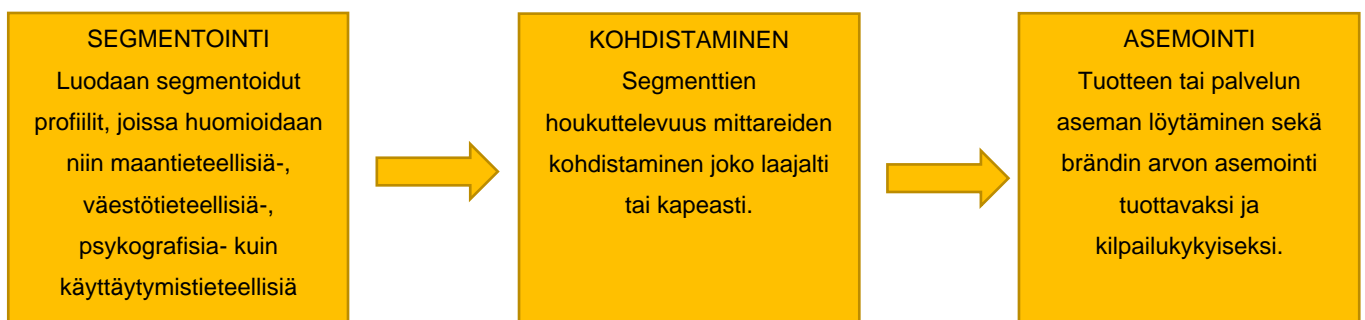 SEGMENTOINTI
Luodaan segmentoidut
profiilit, joissa huomioidaan
niin maantieteellisiä-,
väestötieteellisiä-,
psykografisia- kuin
käyttäytymistieteellisiä
KOHDISTAMINEN
Segmenttien
houkuttelevuus mittareiden
kohdistaminen joko laajalti
tai kapeasti.
ASEMOINTI
Tuotteen tai palvelun
aseman löytäminen sekä
brändin arvon asemointi
tuottavaksi ja
kilpailukykyiseksi.